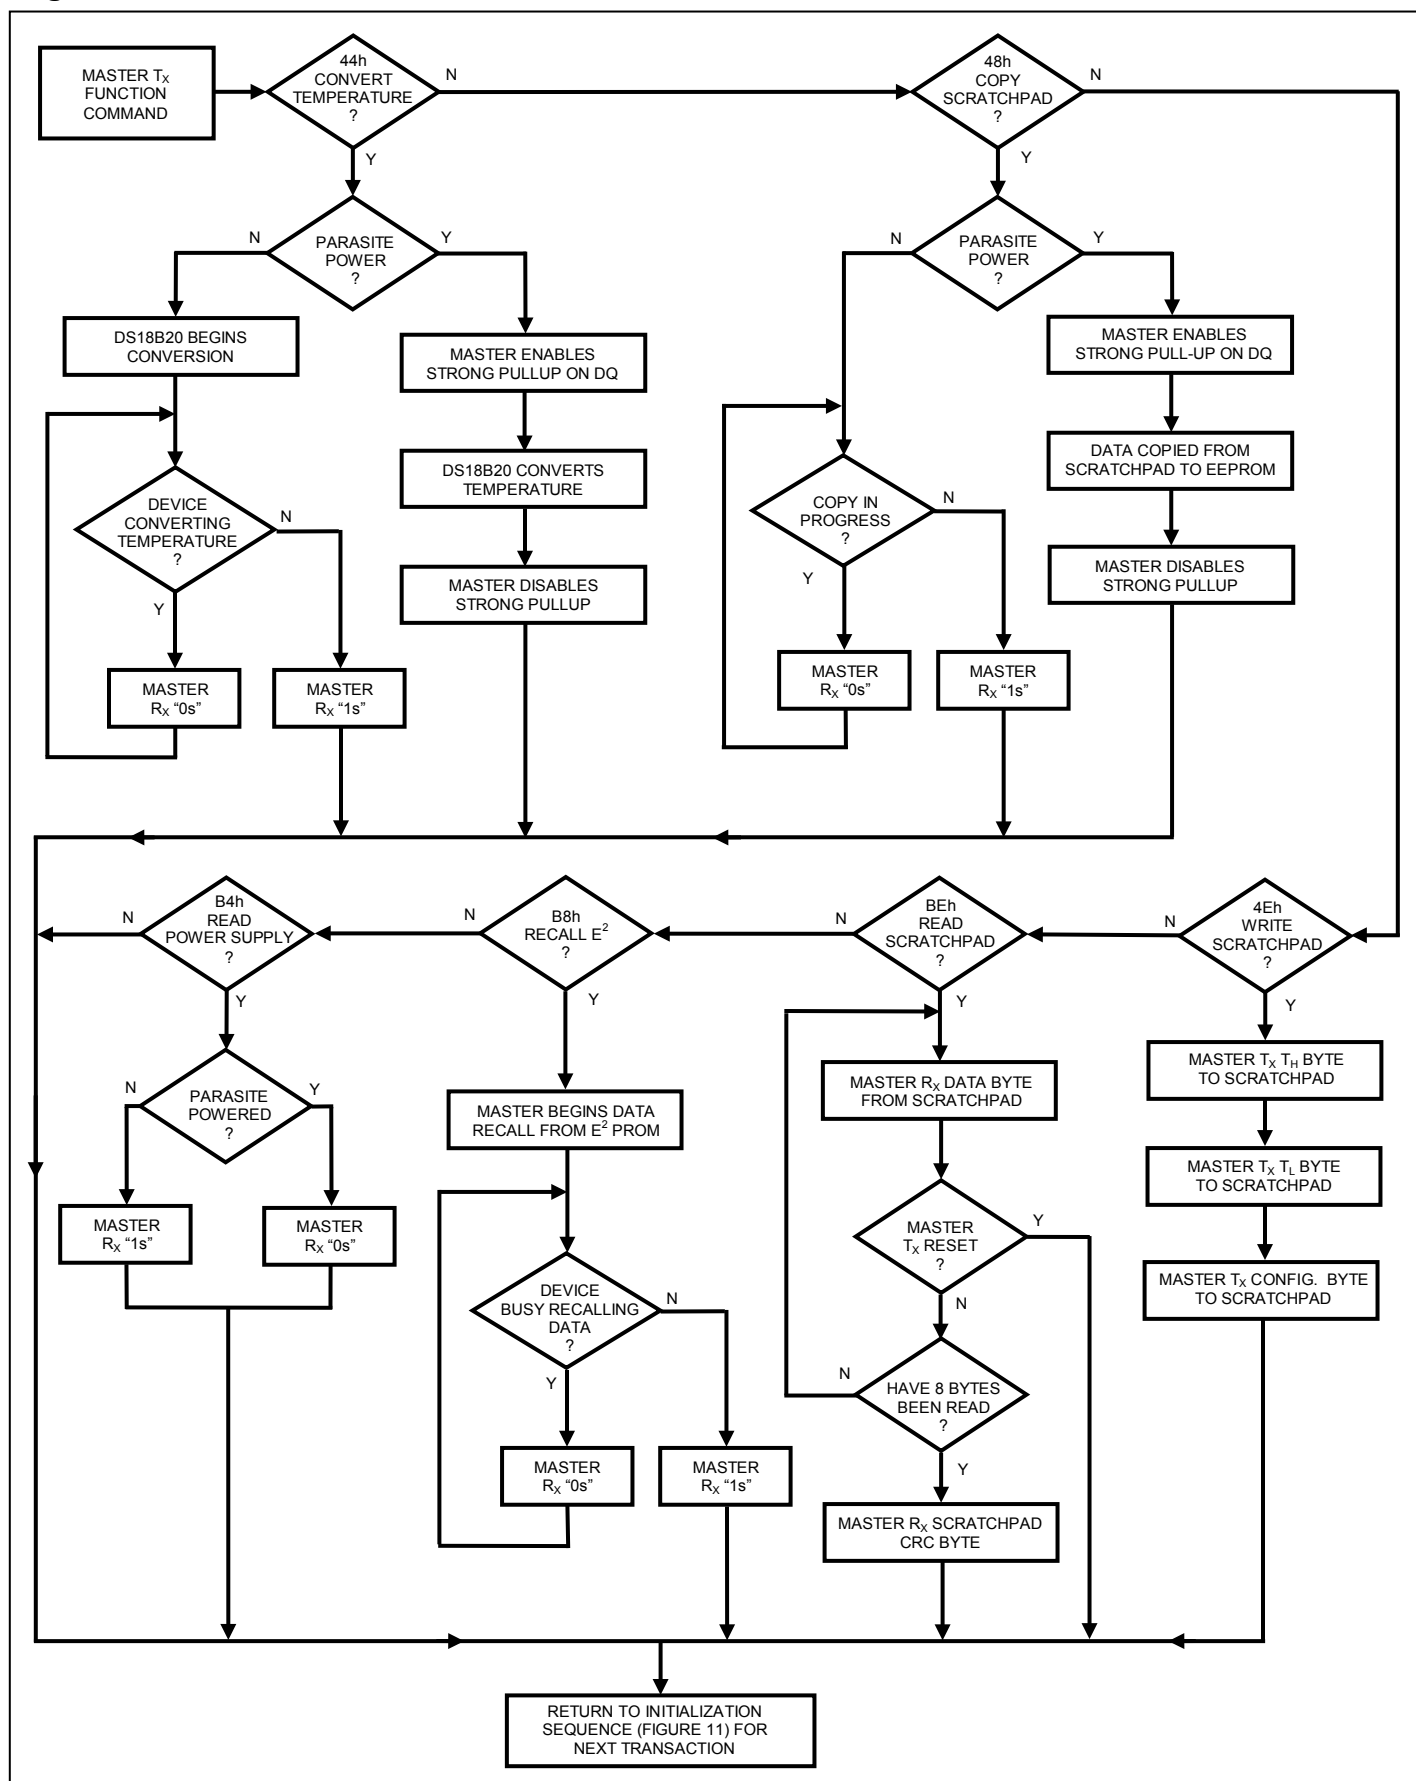 MASTER TX
FUNCTION
COMMAND
44h
CONVERT
TEMPERATURE
?
N
Y
48h
COPY
SCRATCHPAD
?
N
Y
PARASITE
POWER
?
N
Y
DS18B20 BEGINS
CONVERSION
MASTER ENABLES
STRONG PULLUP ON DQ
DS18B20 CONVERTS
TEMPERATURE
MASTER DISABLES
STRONG PULLUP
DEVICE
CONVERTING
TEMPERATURE
?
N
Y
MASTER
RX “0s”
MASTER
RX “1s”
PARASITE
POWER
?
N
Y
MASTER ENABLES
STRONG PULL-UP ON DQ
DATA COPIED FROM
SCRATCHPAD TO EEPROM
MASTER DISABLES
STRONG PULLUP
COPY IN
PROGRESS
?
N
Y
MASTER
RX “0s”
MASTER
RX “1s”
B4h
READ
POWER SUPPLY
?
N
Y
PARASITE
POWERED
?
N
Y
MASTER
RX “1s”
MASTER
RX “0s”
B8h
RECALL E2
?
N
Y
MASTER BEGINS DATA
RECALL FROM E2 PROM
DEVICE
BUSY RECALLING
DATA
?
N
Y
MASTER
RX “0s”
MASTER
RX “1s”
BEh
READ
SCRATCHPAD
?
N
Y
MASTER RX DATA BYTE
FROM SCRATCHPAD
MASTER
TX RESET
?
Y
N
HAVE 8 BYTES
BEEN READ
?
N
Y
MASTER RX SCRATCHPAD
CRC BYTE
4Eh
WRITE
SCRATCHPAD
?
N
Y
MASTER TX TH BYTE
TO SCRATCHPAD
MASTER TX TL BYTE
TO SCRATCHPAD
MASTER TX CONFIG. BYTE
TO SCRATCHPAD
RETURN TO INITIALIZATION
SEQUENCE (FIGURE 11) FOR
NEXT TRANSACTION